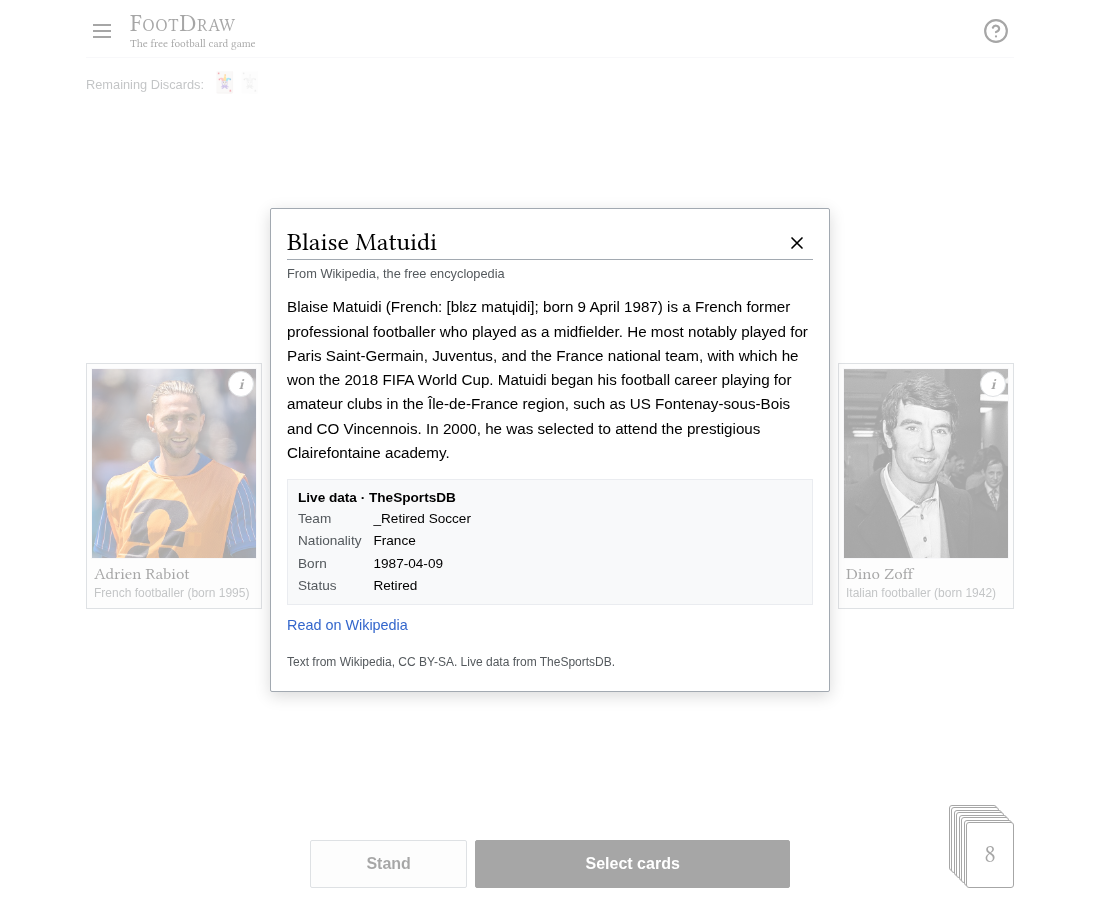 FootDraw
The free football card game
Remaining Discards:
Blaise Matuidi
From Wikipedia, the free encyclopedia
Blaise Matuidi (French: [blɛz matɥidi]; born 9 April 1987) is a French former
professional footballer who played as a midfielder. He most notably played for
Paris Saint-Germain, Juventus, and the France national team, with which he
won the 2018 FIFA World Cup. Matuidi began his football career playing for
amateur clubs in the Île-de-France region, such as US Fontenay-sous-Bois
and CO Vincennois. In 2000, he was selected to attend the prestigious
Clairefontaine academy.
Live data · TheSportsDB
Team _Retired Soccer
Nationality France
Born 1987-04-09
Status Retired
Read on Wikipedia
Text from Wikipedia, CC BY-SA. Live data from TheSportsDB.
i
Adrien Rabiot
French footballer (born 1995)
i
Dino Zoff
Italian footballer (born 1942)
Stand
Select cards
8